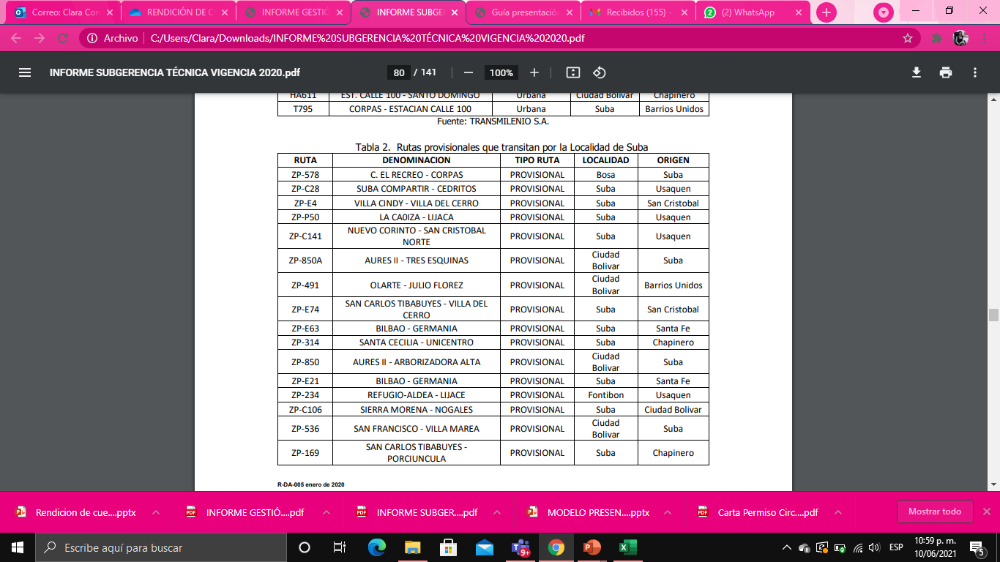 Correo: Clara Con
RENDICIÓN DE C
INFORME GESTIÓ
INFORME SUBGER
Guía presentación
Recibidos (155) -
(2) WhatsApp
Archivo C:/Users/Clara/Downloads/INFORME%20SUBGERENCIA%20TÉCNICA%20VIGENCIA%202020.pdf
INFORME SUBGERENCIA TÉCNICA VIGENCIA 2020.pdf 80 / 141 100%
HA611 EST. CALLE 100 - SANTO DOMINGO Urbana Ciudad Bolivar Chapinero
T795 CORPAS - ESTACIAN CALLE 100 Urbana Suba Barrios Unidos
Fuente: TRANSMILENIO S.A.
Tabla 2. Rutas provisionales que transitan por la Localidad de Suba
RUTA DENOMINACION TIPO RUTA LOCALIDAD ORIGEN
ZP-578 C. EL RECREO - CORPAS PROVISIONAL Bosa Suba
ZP-C28 SUBA COMPARTIR - CEDRITOS PROVISIONAL Suba Usaquen
ZP-E4 VILLA CINDY - VILLA DEL CERRO PROVISIONAL Suba San Cristobal
ZP-P50 LA CA0IZA - LIJACA PROVISIONAL Suba Usaquen
ZP-C141 NUEVO CORINTO - SAN CRISTOBAL
NORTE PROVISIONAL Suba Usaquen
ZP-850A AURES II - TRES ESQUINAS PROVISIONAL Ciudad
Bolivar Suba
ZP-491 OLARTE - JULIO FLOREZ PROVISIONAL Ciudad
Bolivar Barrios Unidos
ZP-E74 SAN CARLOS TIBABUYES - VILLA DEL
CERRO PROVISIONAL Suba San Cristobal
ZP-E63 BILBAO - GERMANIA PROVISIONAL Suba Santa Fe
ZP-314 SANTA CECILIA - UNICENTRO PROVISIONAL Suba Chapinero
ZP-850 AURES II - ARBORIZADORA ALTA PROVISIONAL Ciudad
Bolivar Suba
ZP-E21 BILBAO - GERMANIA PROVISIONAL Suba Santa Fe
ZP-234 REFUGIO-ALDEA - LIJACE PROVISIONAL Fontibon Usaquen
ZP-C106 SIERRA MORENA - NOGALES PROVISIONAL Suba Ciudad Bolivar
ZP-536 SAN FRANCISCO - VILLA MAREA PROVISIONAL Ciudad
Bolivar Suba
ZP-169 SAN CARLOS TIBABUYES -
PORCIUNCULA PROVISIONAL Suba Chapinero
R-DA-005 enero de 2020
Rendicion de cue....pptx
INFORME GESTIÓ....pdf
INFORME SUBGER....pdf
MODELO PRESEN....pptx
Carta Permiso Circ....pdf
Mostrar todo
Escribe aquí para buscar
9+
ESP
10:59 p. m.
10/06/2021
5